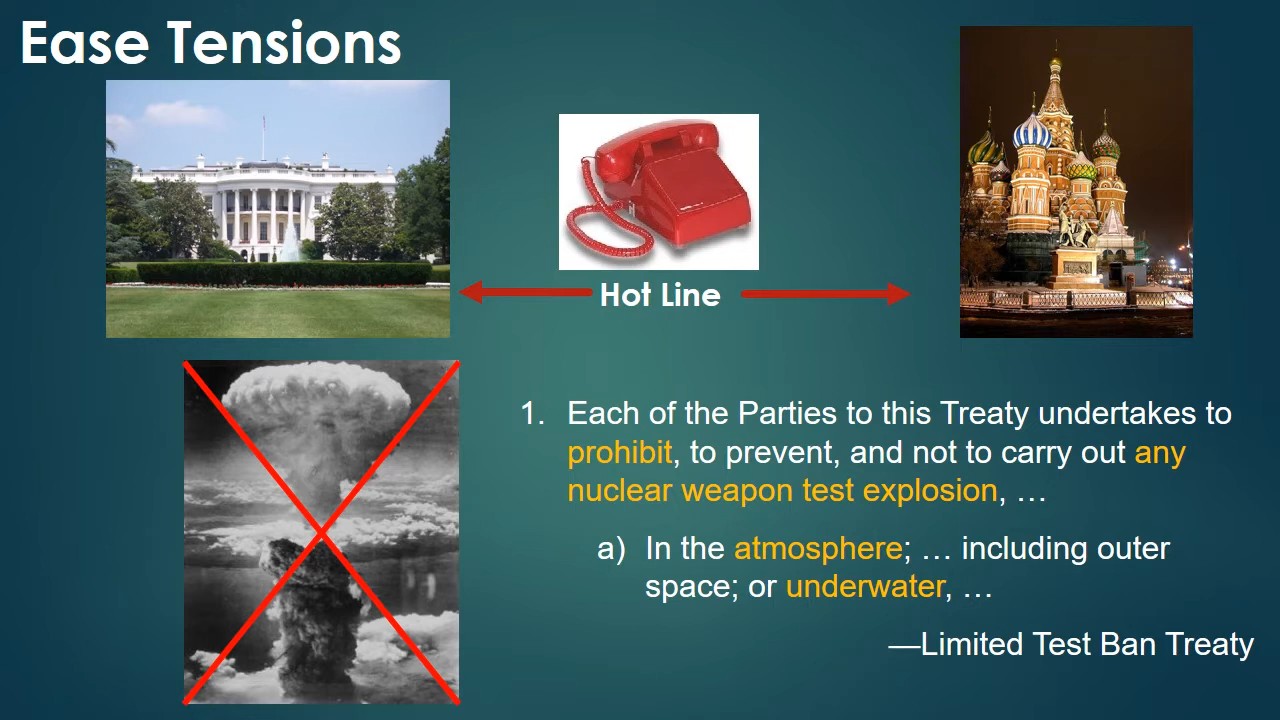 Ease Tensions
Hot Line
1. Each of the Parties to this Treaty undertakes to
prohibit, to prevent, and not to carry out any
nuclear weapon test explosion, …
a) In the atmosphere; … including outer
space; or underwater, …
—Limited Test Ban Treaty